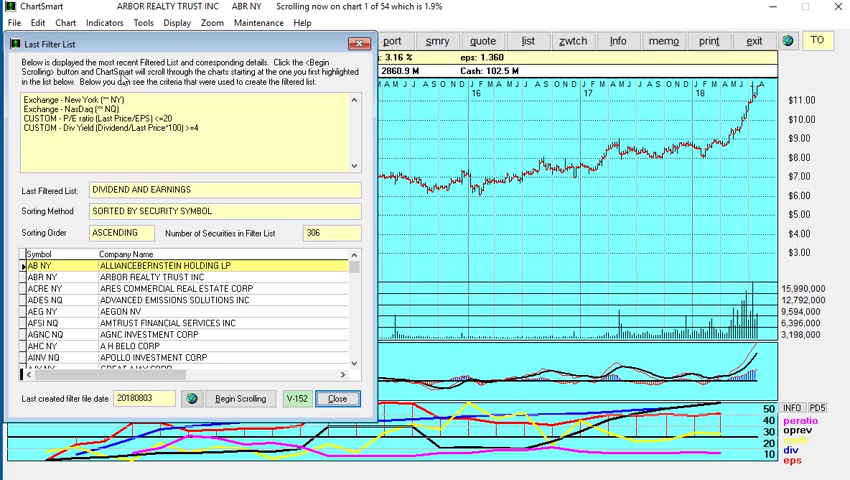 ChartSmart ARBOR REALTY TRUST INC ABR NY Scrolling now on chart 1 of 54 which is 1.9%
File Chart Indicators Tools Display Zoom Maintenance Help
Last Filter List
port smry quote list zwtch Info memo print exit TO
Below is displayed the most recent Filtered List and corresponding details. Click the <Begin
Scrolling> button and ChartSmart will scroll through the charts starting at the one you first highlighted
in the list below. Below you can see the criteria that were used to create the filtered list.
: 3.16 % eps: 1.360
2860.9 M Cash: 102.5 M
Exchange - New York (** NY)
Exchange - NasDaq (** NQ)
CUSTOM - P/E ratio (Last Price/EPS) <=20
CUSTOM - Div Yield (Dividend/Last Price*100) >=4
Last Filtered List: DIVIDEND AND EARNINGS
Sorting Method SORTED BY SECURITY SYMBOL
Sorting Order ASCENDING Number of Securities in Filter List 306
Symbol Company Name
AB NY ALLIANCEBERNSTEIN HOLDING LP
ABR NY ARBOR REALTY TRUST INC
ACRE NY ARES COMMERCIAL REAL ESTATE CORP
ADES NQ ADVANCED EMISSIONS SOLUTIONS INC
AEG NY AEGON NV
AFSI NQ AMTRUST FINANCIAL SERVICES INC
AGNC NQ AGNC INVESTMENT CORP
AHC NY A H BELO CORP
AINV NQ APOLLO INVESTMENT CORP
Last created filter file date 20180803 Begin Scrolling V-152 Close
A M J J A S O N D J F M A M J J A S O N D J F M A M J J A S O N D J F M A M J J A
16 17 18
$11.00
$10.00
$9.00
$8.00
$7.00
$6.00
$5.00
$4.00
$3.00
15,990,000
12,792,000
9,594,000
6,396,000
3,198,000
50
40
30
20
10
INFO PD5
peratio
oprev
cash
div
eps